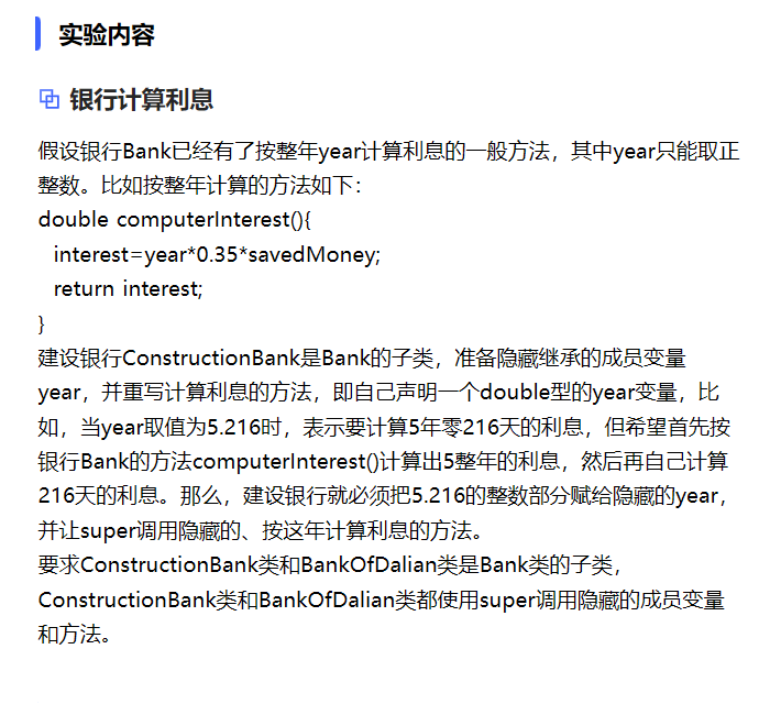 实验内容
银行计算利息
假设银行Bank已经有了按整年year计算利息的一般方法，其中year只能取正
整数。比如按整年计算的方法如下：
double computerInterest(){
interest=year*0.35*savedMoney;
return interest;
}
建设银行ConstructionBank是Bank的子类，准备隐藏继承的成员变量
year，并重写计算利息的方法，即自己声明一个double型的year变量，比
如，当year取值为5.216时，表示要计算5年零216天的利息，但希望首先按
银行Bank的方法computerInterest()计算出5整年的利息，然后再自己计算
216天的利息。那么，建设银行就必须把5.216的整数部分赋给隐藏的year，
并让super调用隐藏的、按这年计算利息的方法。
要求ConstructionBank类和BankOfDalian类是Bank类的子类，
ConstructionBank类和BankOfDalian类都使用super调用隐藏的成员变量
和方法。